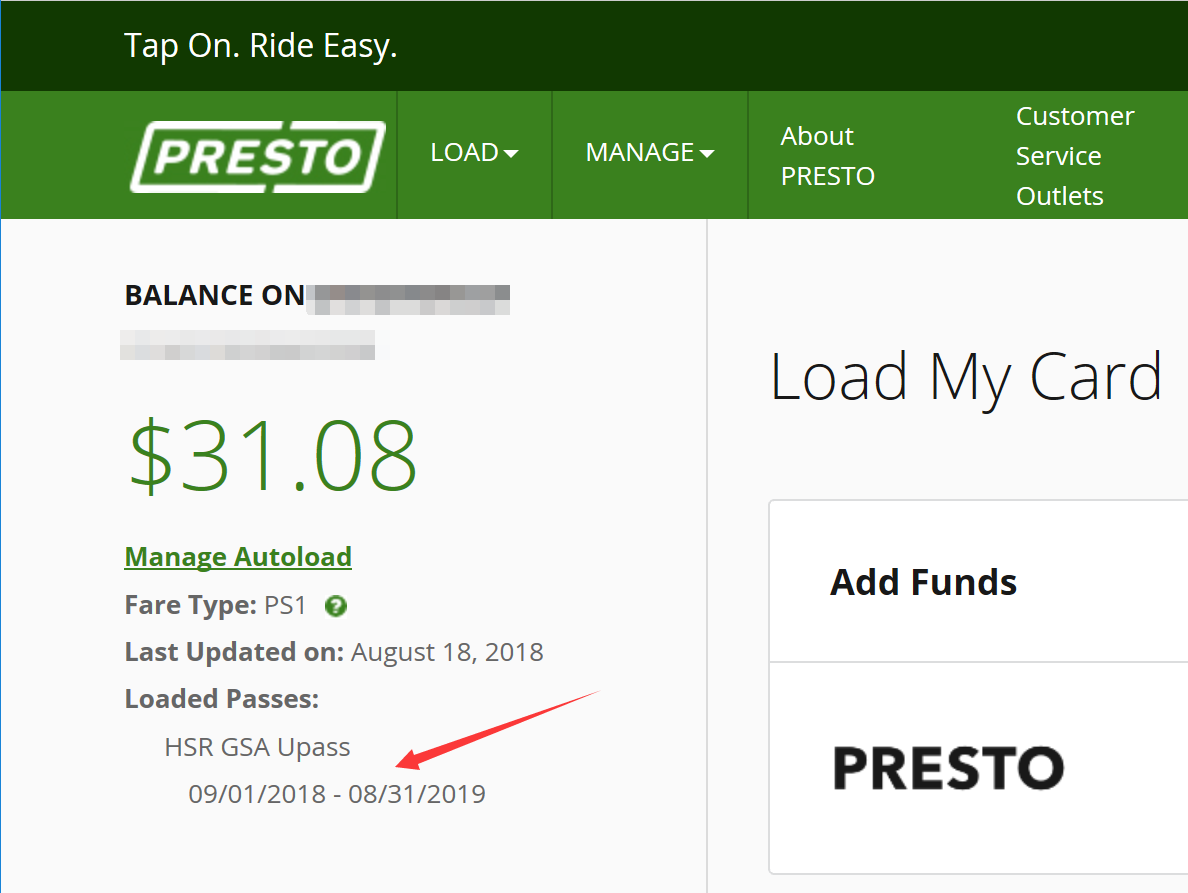 Tap On. Ride Easy.
PRESTO
LOAD
MANAGE
About
PRESTO
Customer
Service
Outlets
BALANCE ON
$31.08
Manage Autoload
Fare Type: PS1 ?
Last Updated on: August 18, 2018
Loaded Passes:
HSR GSA Upass
09/01/2018 - 08/31/2019
Load My Card
Add Funds
PRESTO